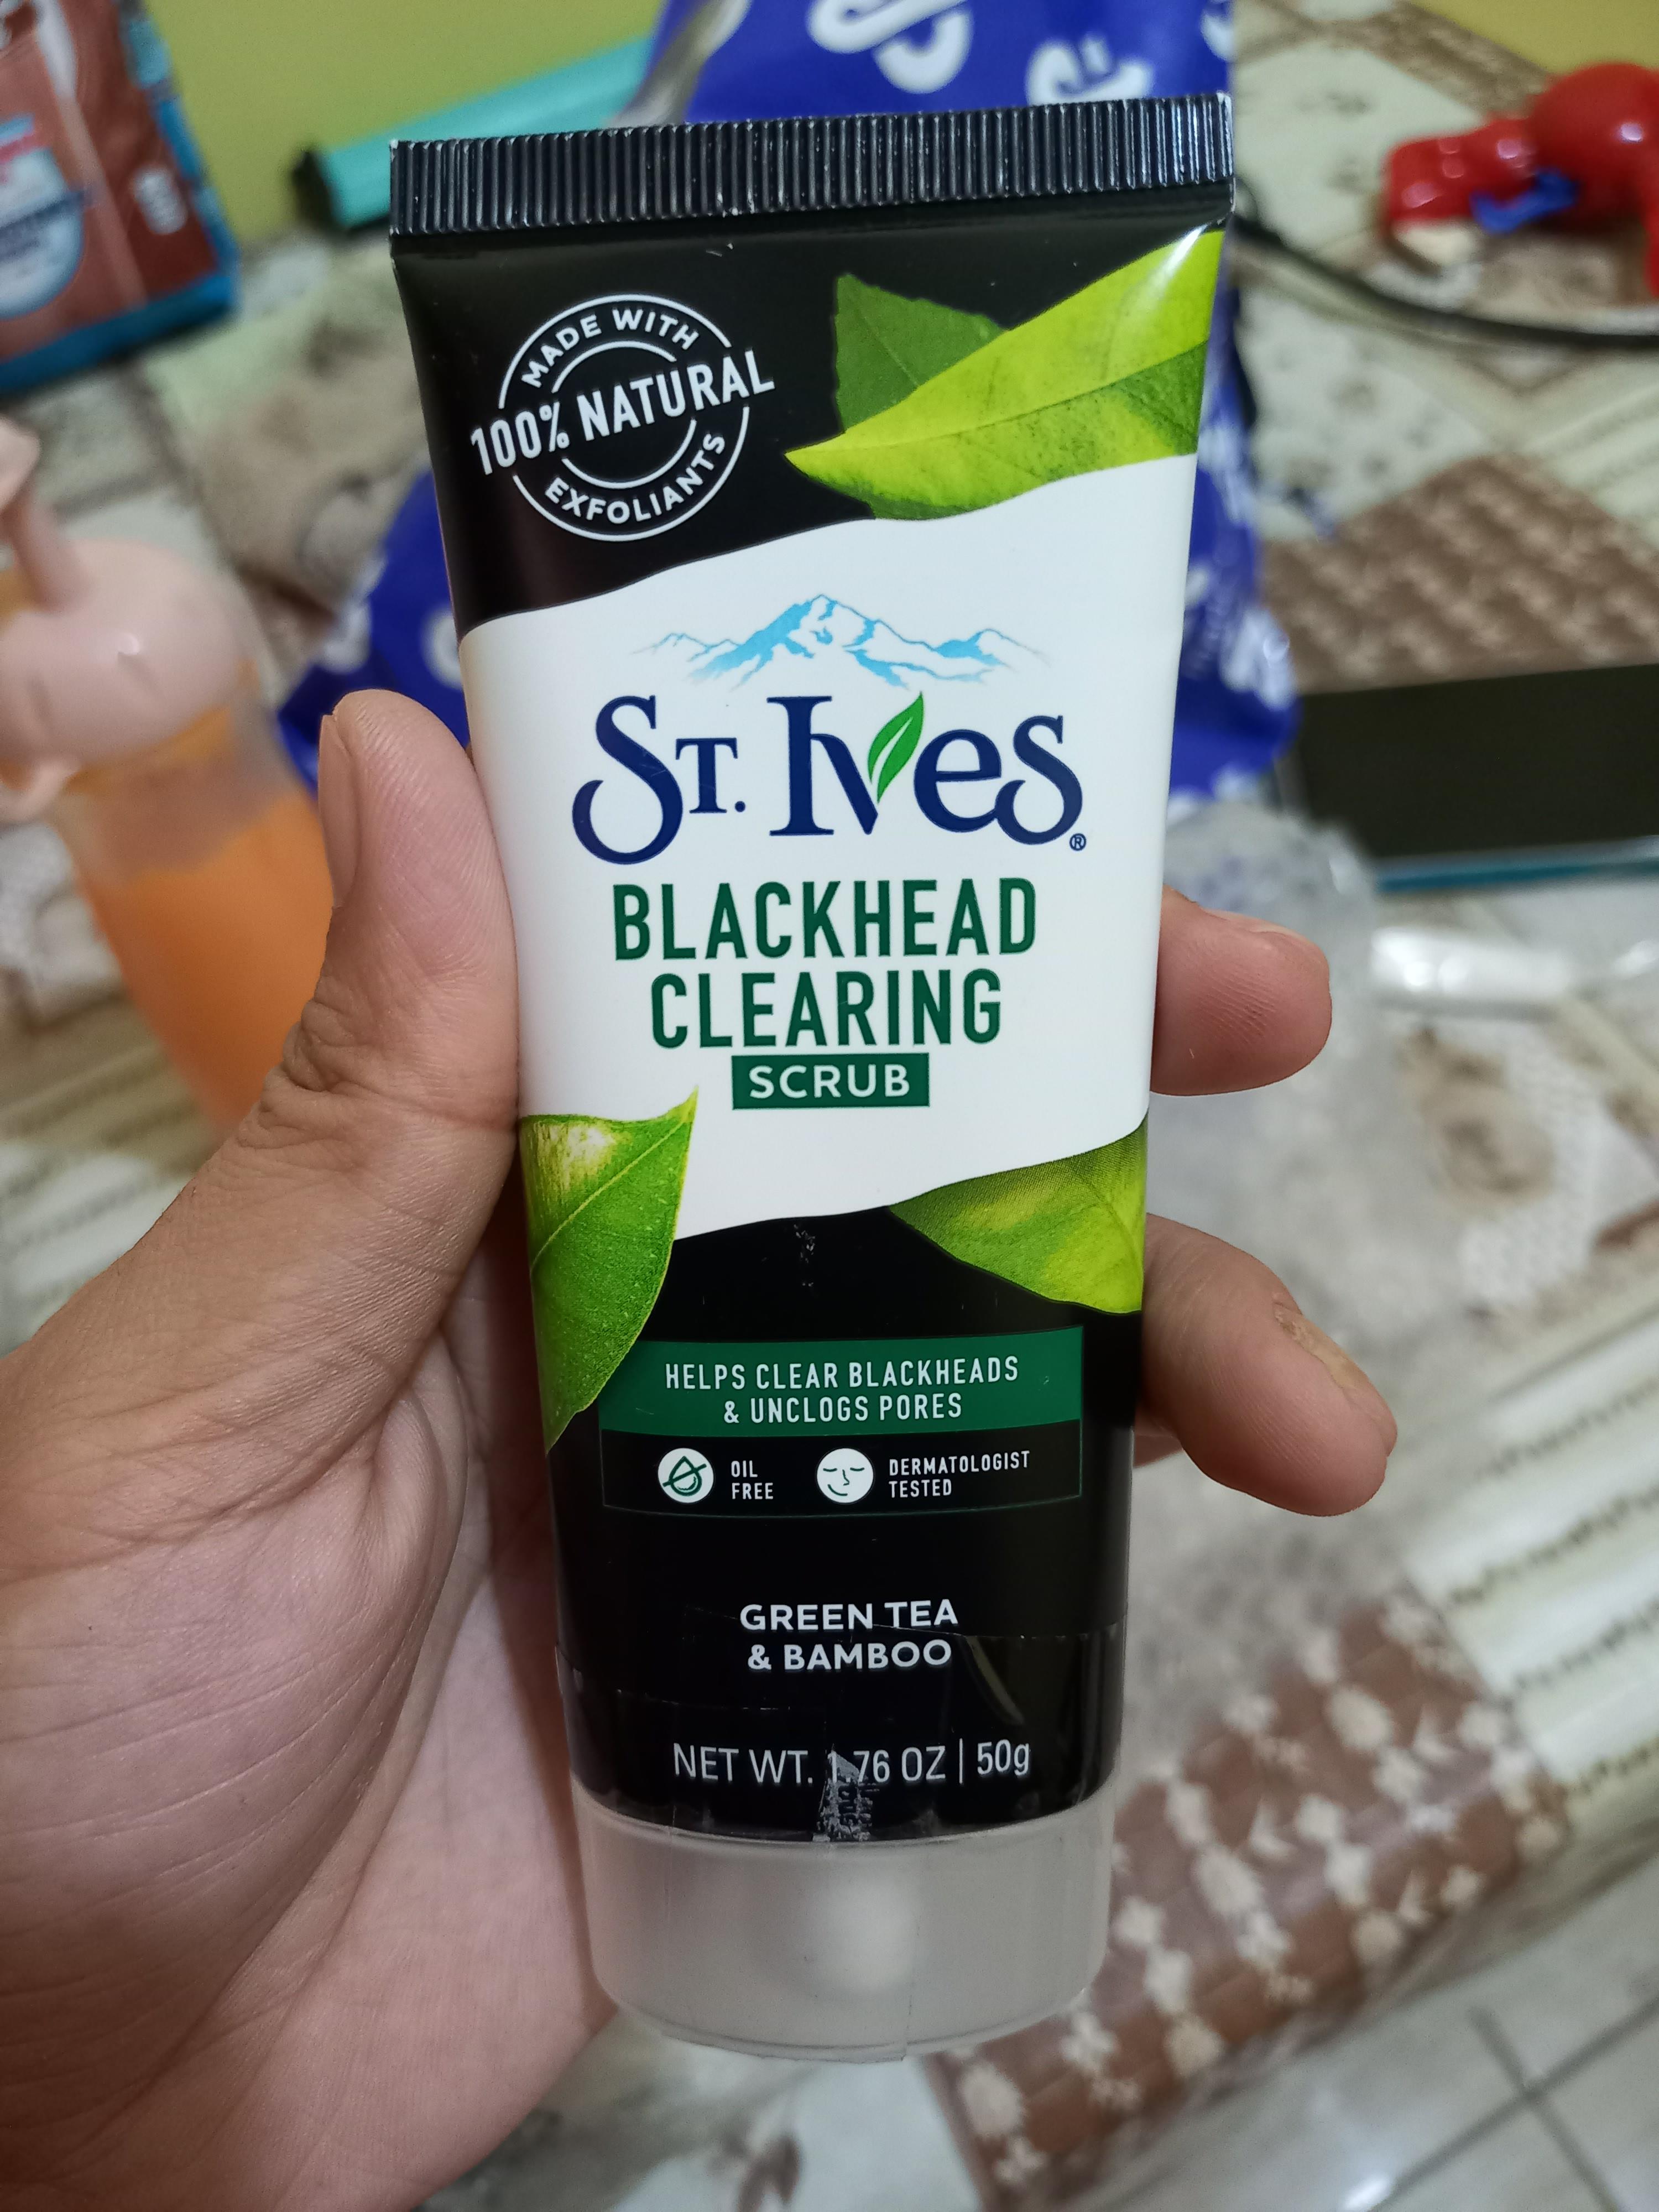 MADE WITH
100% NATURAL
EXFOLIANTS
ST. IVES®
BLACKHEAD
CLEARING
SCRUB
HELPS CLEAR BLACKHEADS
& UNCLOGS PORES
OIL
FREE
DERMATOLOGIST
TESTED
GREEN TEA
& BAMBOO
NET WT. 1.76 OZ | 50g